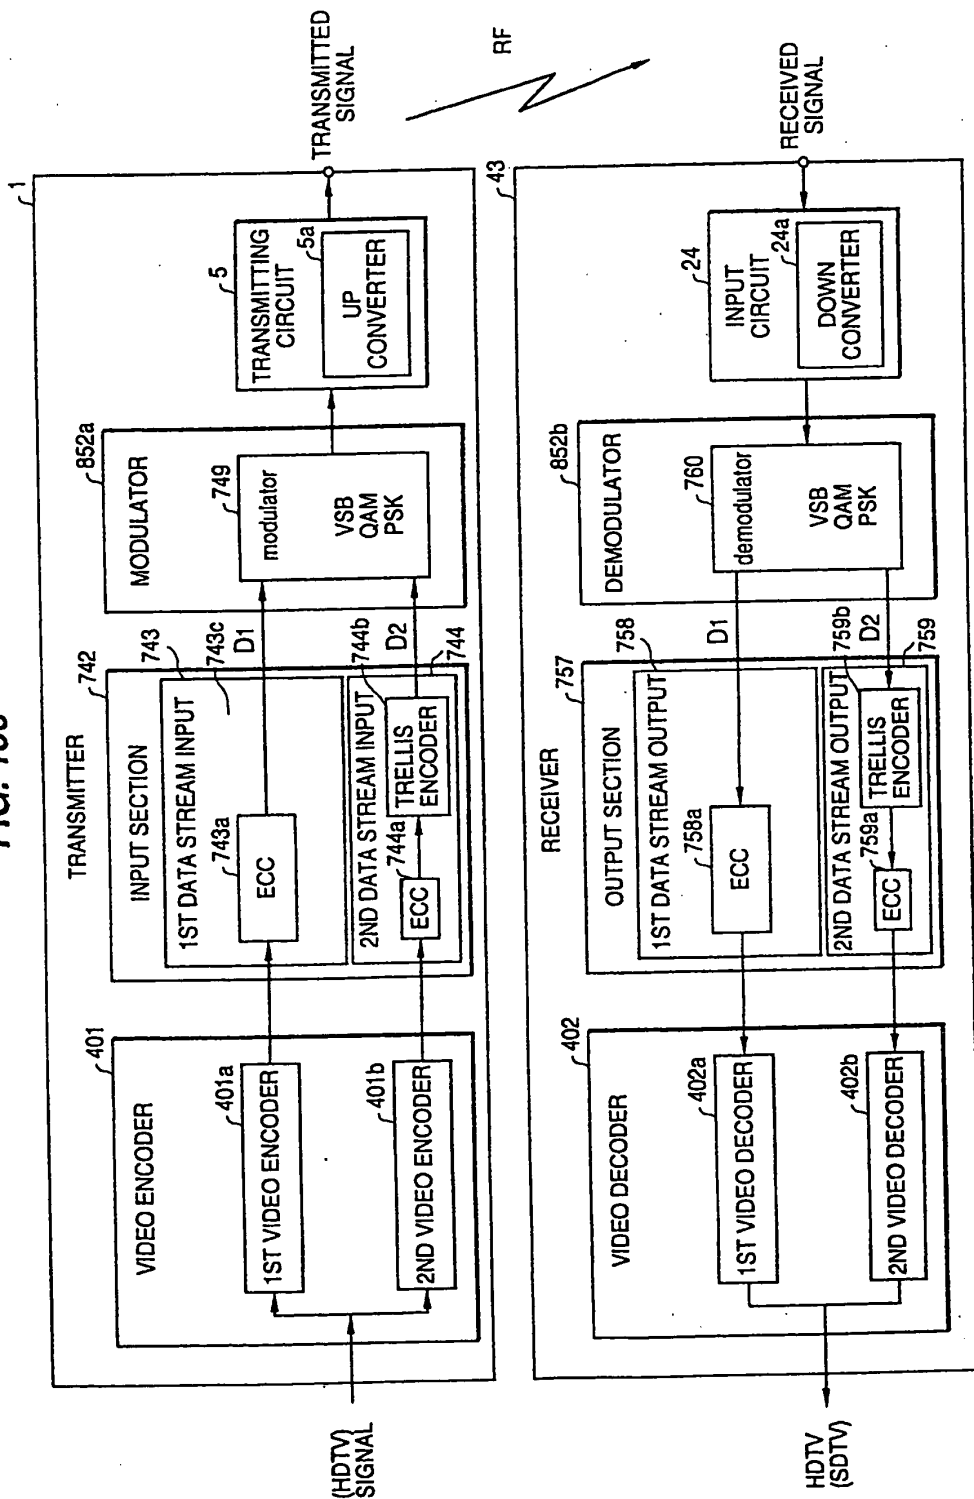 1
TRANSMITTER
(HDTV)
SIGNAL
401
VIDEO ENCODER
401a
1ST VIDEO ENCODER
401b
2ND VIDEO ENCODER
742
INPUT SECTION
743
1ST DATA STREAM INPUT
743c
743a
ECC
D1
2ND DATA STREAM INPUT
744
744a
ECC
744b
TRELLIS
ENCODER
D2
852a
MODULATOR
749
modulator
VSB
QAM
PSK
5
TRANSMITTING
CIRCUIT
5a
UP
CONVERTER
TRANSMITTED
SIGNAL
RF
43
RECEIVER
HDTV
(SDTV)
402
VIDEO DECODER
402a
1ST VIDEO DECODER
402b
2ND VIDEO DECODER
757
OUTPUT SECTION
758
1ST DATA STREAM OUTPUT
758a
ECC
D1
2ND DATA STREAM OUTPUT
759
759a
ECC
759b
TRELLIS
ENCODER
D2
852b
DEMODULATOR
760
demodulator
VSB
QAM
PSK
24
INPUT
CIRCUIT
24a
DOWN
CONVERTER
RECEIVED
SIGNAL